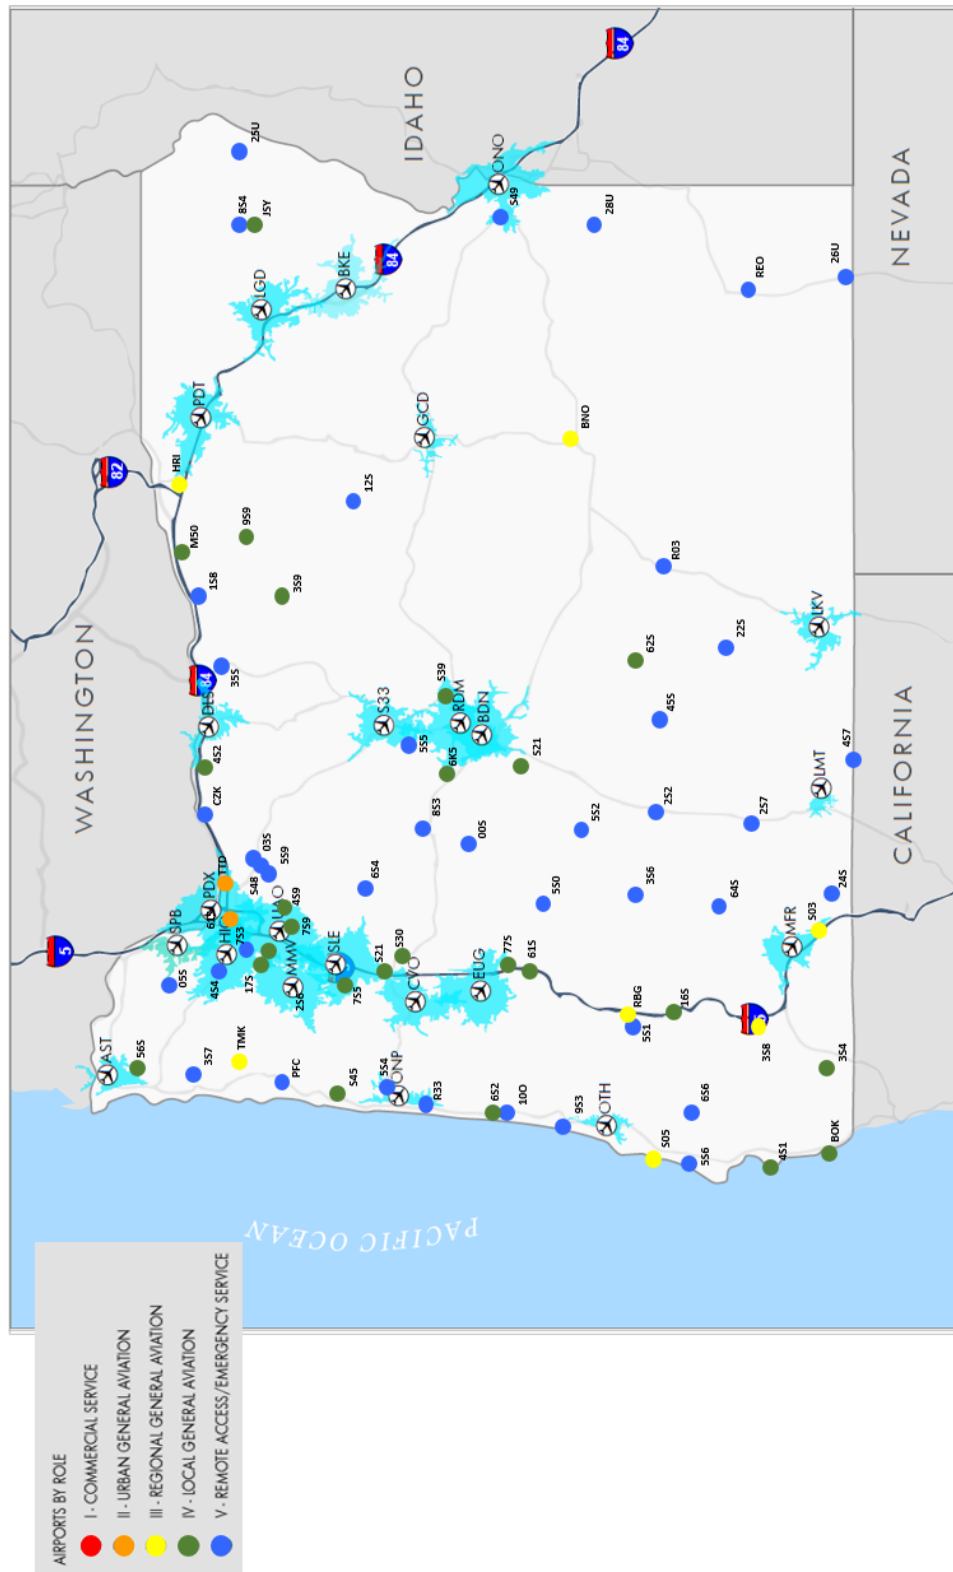 AIRPORTS BY ROLE
I - COMMERCIAL SERVICE
II - URBAN GENERAL AVIATION
III - REGIONAL GENERAL AVIATION
IV - LOCAL GENERAL AVIATION
V - REMOTE ACCESS/EMERGENCY SERVICE
PACIFIC OCEAN
WASHINGTON
IDAHO
NEVADA
CALIFORNIA
5
82
84
84
84
AST
56S
05S
3S7
TMK
PFC
S45
5S4
ONP
R33
6S2
10O
9S3
OTH
S05
5S6
6S6
4S1
BOK
3S4
SPB
PDX
TTD
HI
7S3
4S4
17S
S48
03S
5S9
UAO
4S9
7S9
MMV
2S6
SLE
7S5
S21
S30
CVO
EUG
77S
61S
6S4
RBG
5S1
16S
3S8
MFR
S03
24S
64S
3S6
5S0
5S2
2S2
2S7
LMT
4S7
CZK
4S2
DLS
35S
1S8
M50
HRI
9S9
3S9
12S
PDT
LGD
BKE
8S4
JSY
25U
S33
5S5
6K5
S39
RDM
BDN
S21
8S3
00S
GCD
BNO
R03
62S
22S
45S
LKV
ONO
S49
28U
REO
26U